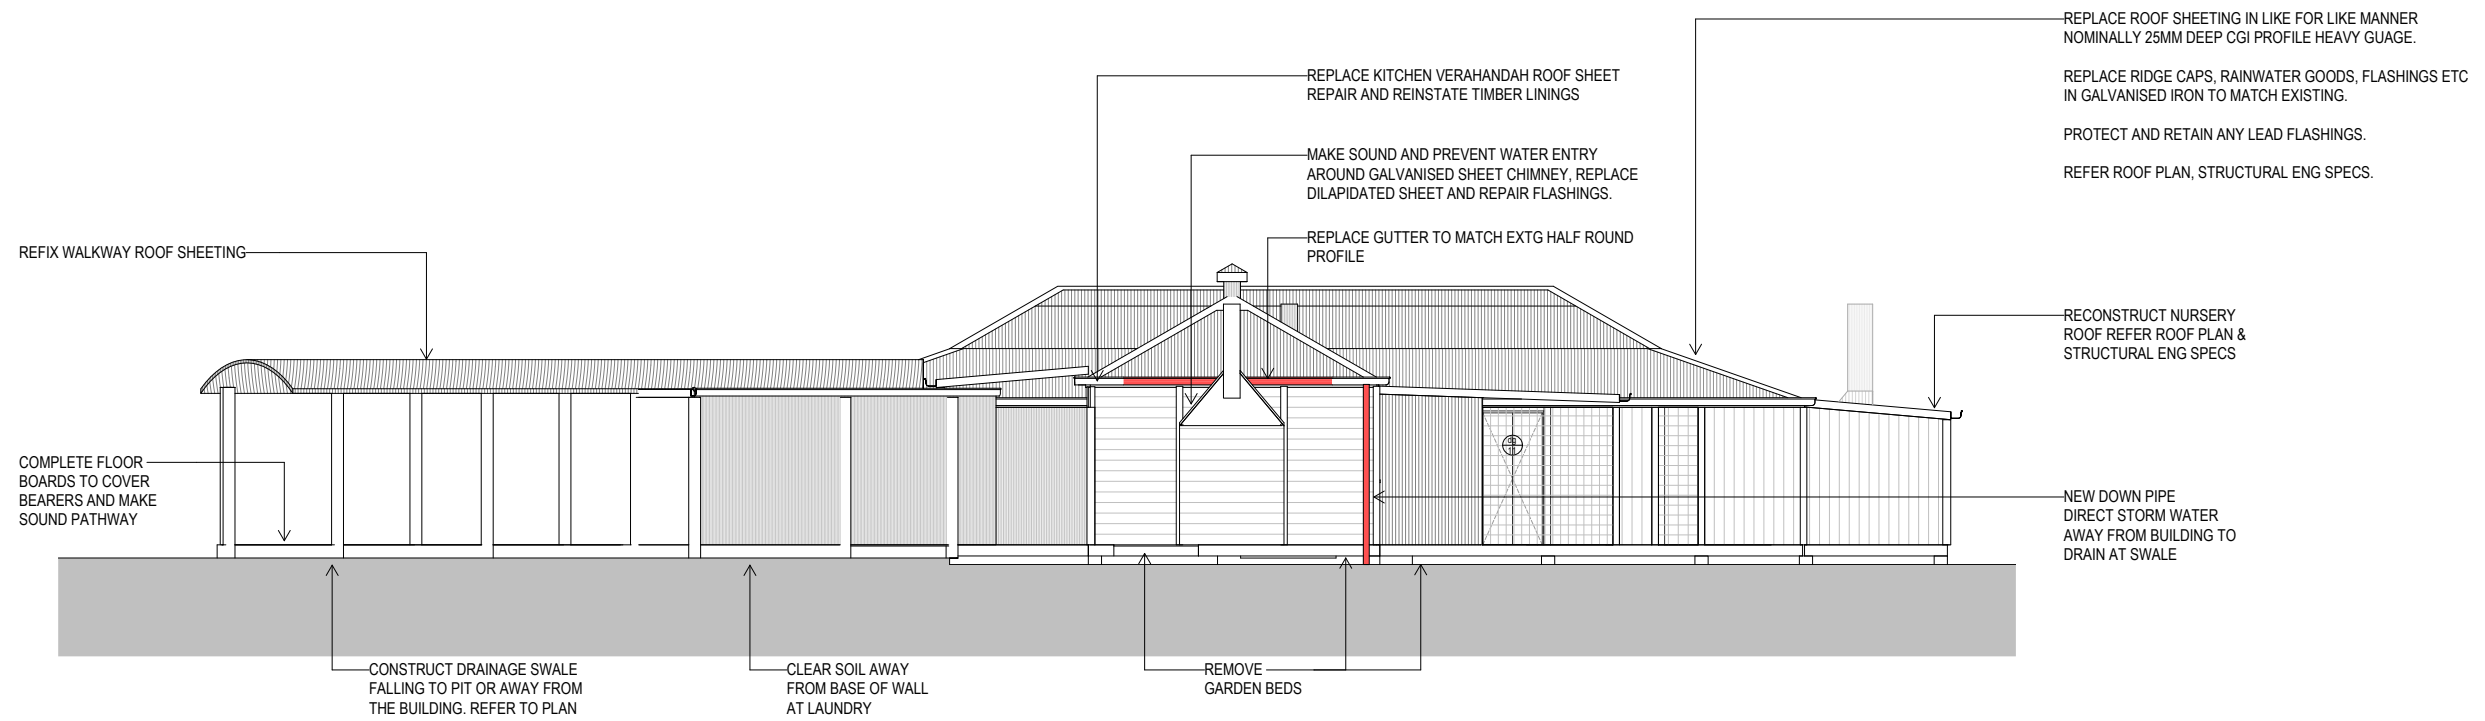 REPLACE ROOF SHEETING IN LIKE FOR LIKE MANNER
NOMINALLY 25MM DEEP CGI PROFILE HEAVY GUAGE.
REPLACE RIDGE CAPS, RAINWATER GOODS, FLASHINGS ETC
IN GALVANISED IRON TO MATCH EXISTING.
PROTECT AND RETAIN ANY LEAD FLASHINGS.
REFER ROOF PLAN, STRUCTURAL ENG SPECS.
REPLACE KITCHEN VERAHANDAH ROOF SHEET
REPAIR AND REINSTATE TIMBER LININGS
MAKE SOUND AND PREVENT WATER ENTRY
AROUND GALVANISED SHEET CHIMNEY, REPLACE
DILAPIDATED SHEET AND REPAIR FLASHINGS.
REPLACE GUTTER TO MATCH EXTG HALF ROUND
PROFILE
REFIX WALKWAY ROOF SHEETING
RECONSTRUCT NURSERY
ROOF REFER ROOF PLAN &
STRUCTURAL ENG SPECS
COMPLETE FLOOR
BOARDS TO COVER
BEARERS AND MAKE
SOUND PATHWAY
dg
11
NEW DOWN PIPE
DIRECT STORM WATER
AWAY FROM BUILDING TO
DRAIN AT SWALE
CONSTRUCT DRAINAGE SWALE
FALLING TO PIT OR AWAY FROM
THE BUILDING. REFER TO PLAN
CLEAR SOIL AWAY
FROM BASE OF WALL
AT LAUNDRY
REMOVE
GARDEN BEDS